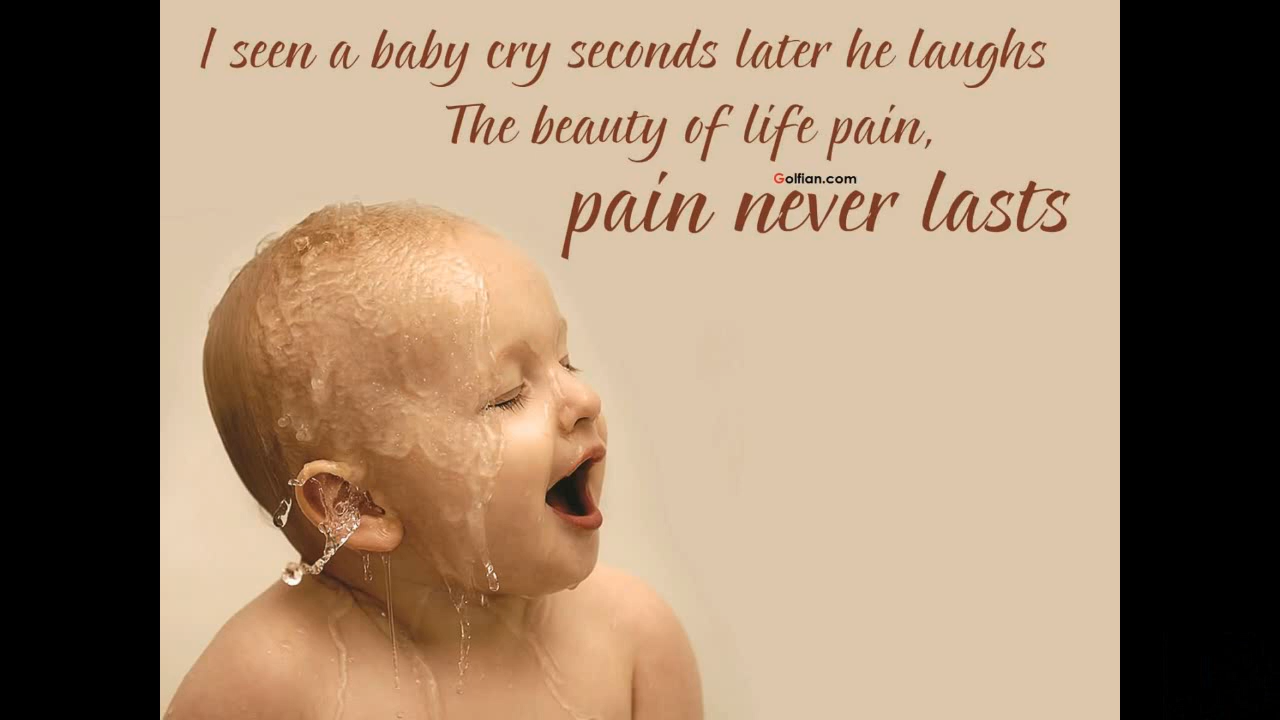 I seen a baby cry seconds later he laughs
The beauty of life pain,
Golfian.com
pain never lasts